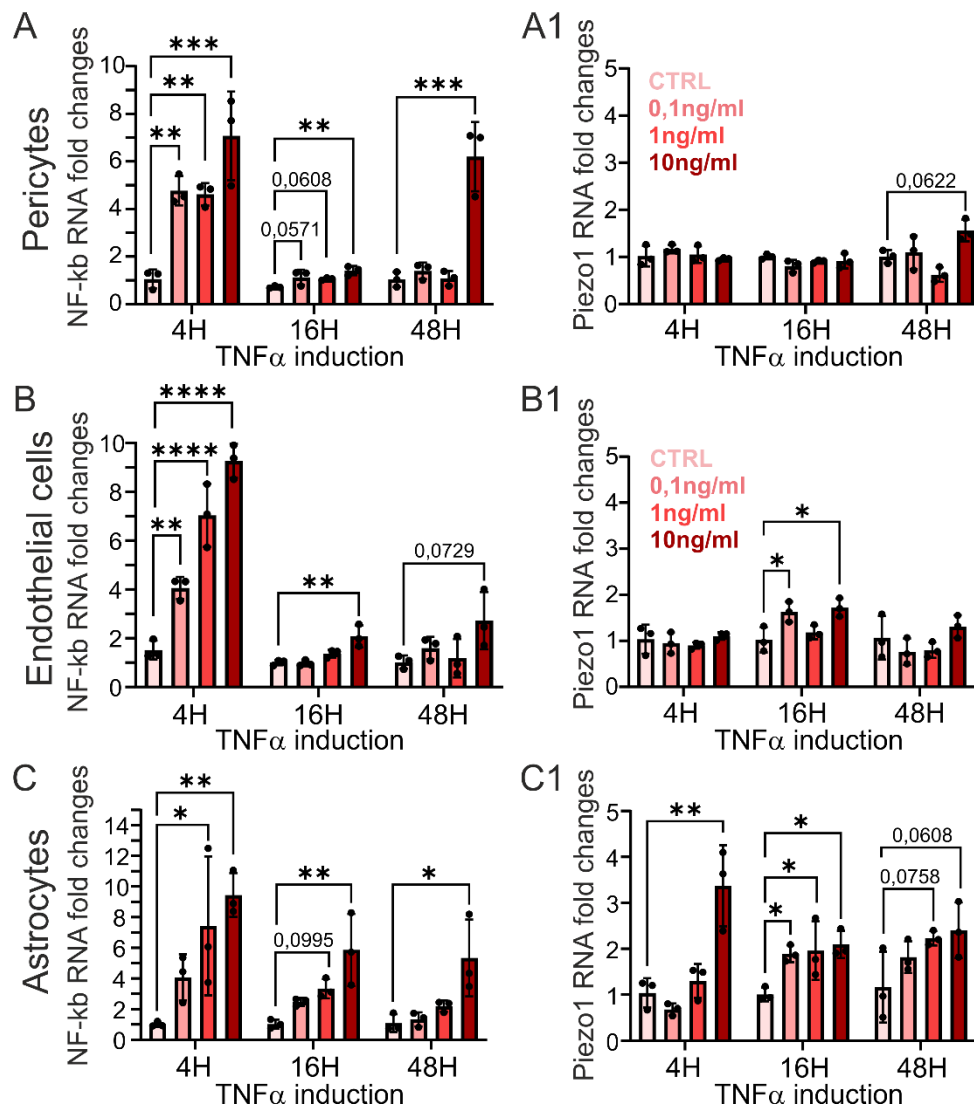 A
Pericytes
NF-kb RNA fold changes
10
8
6
4
2
1
0
***
**
**
**
0,0608
0,0571
***
4H 16H 48H
TNFα induction
A1
Piezo1 RNA fold changes
5
4
3
2
1
0
CTRL
0,1ng/ml
1ng/ml
10ng/ml
0,0622
4H 16H 48H
TNFα induction
B
Endothelial cells
NF-kb RNA fold changes
10
8
6
4
2
1
0
****
****
**
**
0,0729
4H 16H 48H
TNFα induction
B1
Piezo1 RNA fold changes
5
4
3
2
1
0
CTRL
0,1ng/ml
1ng/ml
10ng/ml
*
*
4H 16H 48H
TNFα induction
C
Astrocytes
NF-kb RNA fold changes
14
12
10
8
6
4
2
1
0
**
*
**
0,0995
*
4H 16H 48H
TNFα induction
C1
Piezo1 RNA fold changes
5
4
3
2
1
0
**
*
*
0,0608
0,0758
4H 16H 48H
TNFα induction